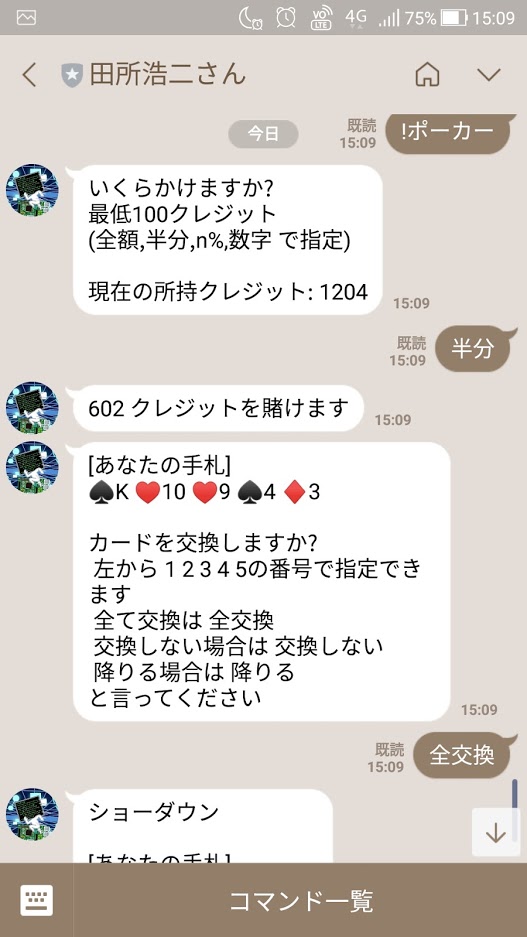 VO LTE 4G 75% 15:09
田所浩二さん
今日
!ポーカー
既読
15:09
いくらかけますか?
最低100クレジット
(全額,半分,n%,数字 で指定)
現在の所持クレジット: 1204
15:09
半分
既読
15:09
602 クレジットを賭けます
15:09
[あなたの手札]
♠K ♥10 ♥9 ♠4 ♦3
カードを交換しますか?
左から 1 2 3 4 5の番号で指定でき
ます
全て交換は 全交換
交換しない場合は 交換しない
降りる場合は 降りる
と言ってください
15:09
全交換
既読
15:09
ショーダウン
[あなたの手札]
コマンド一覧